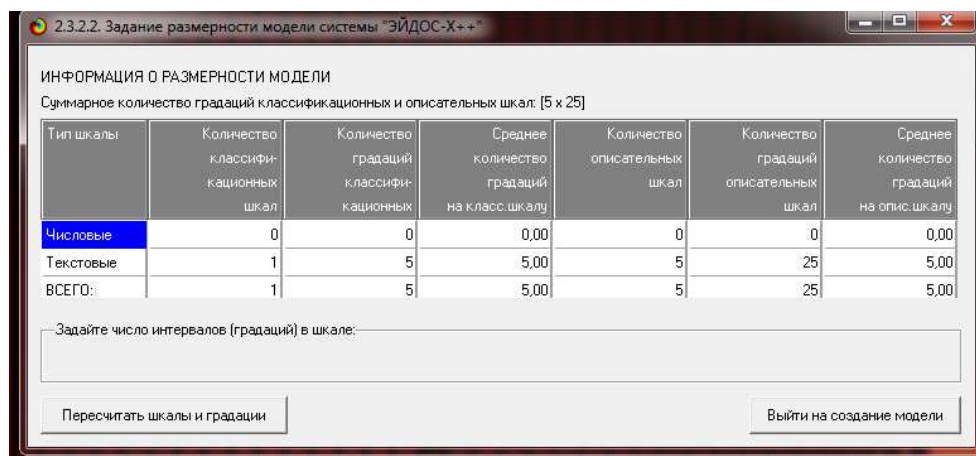 2.3.2.2. Задание размерности модели системы "ЭЙДОС-X++"
ИНФОРМАЦИЯ О РАЗМЕРНОСТИ МОДЕЛИ
Суммарное количество градаций классификационных и описательных шкал: [5 x 25]
Тип шкалы Количество классифи- кационных шкал Количество градаций классифи- кационных Среднее количество градаций на класс.шкалу Количество описательных шкал Количество градаций описательных шкал Среднее количество градаций на опис.шкалу
Числовые 0 0 0,00 0 0 0,00
Текстовые 1 5 5,00 5 25 5,00
ВСЕГО: 1 5 5,00 5 25 5,00
Задайте число интервалов (градаций) в шкале:
Пересчитать шкалы и градации Выйти на создание модели